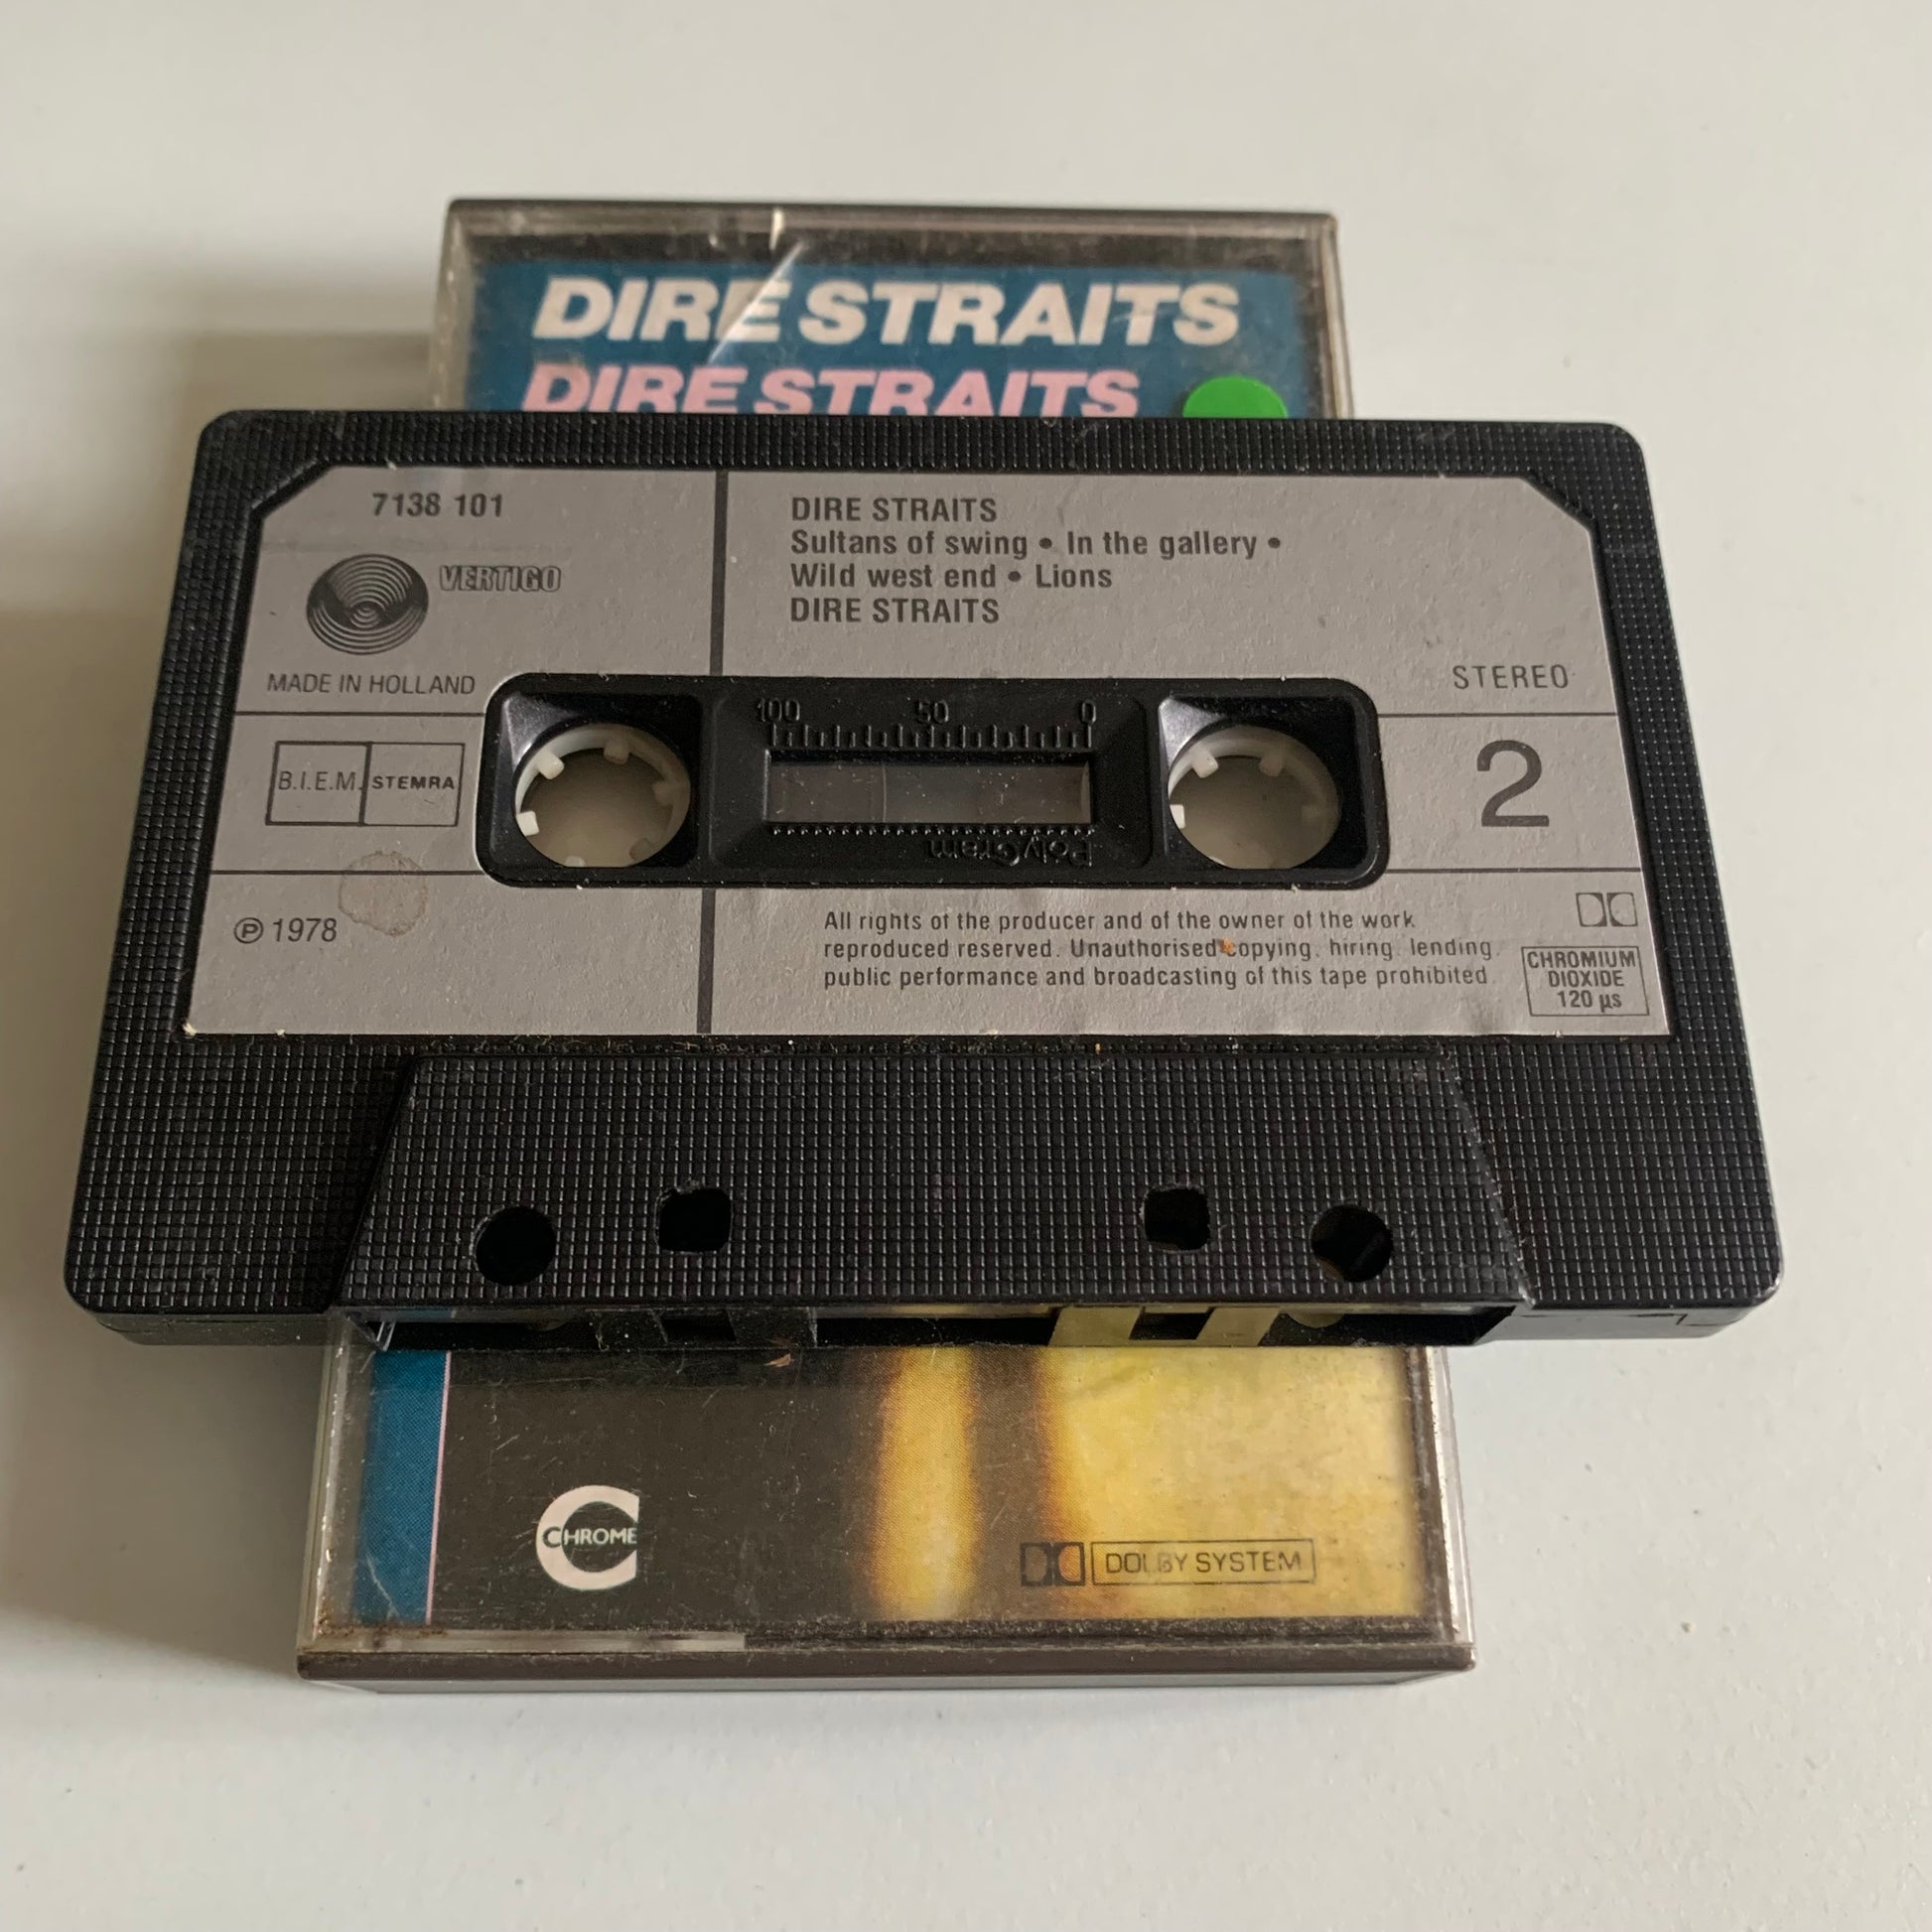 DIRE STRAITS
DIRE STRAITS
7138 101
VERTIGO
MADE IN HOLLAND
B.I.E.M. STEMRA
℗ 1978
DIRE STRAITS
Sultans of swing • In the gallery •
Wild west end • Lions
DIRE STRAITS
STEREO
100 50 0
PolyGram
2
All rights of the producer and of the owner of the work
reproduced reserved. Unauthorised copying, hiring, lending,
public performance and broadcasting of this tape prohibited
CHROMIUM
DIOXIDE
120 µs
CHROME
DOLBY SYSTEM